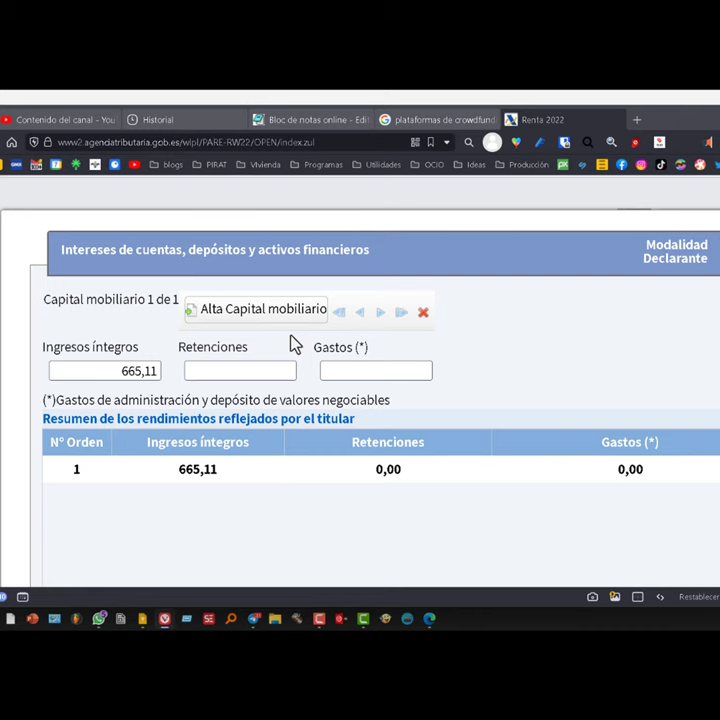 Contenido del canal - You
Historial
Bloc de notas online - Edi
plataformas de crowdfund
Renta 2022
www2.agenciatributaria.gob.es/wlpl/PARE-RW22/OPEN/index.zul
blogs
PIRAT
Vivienda
Programas
Utilidades
OCIO
Ideas
Producción
Intereses de cuentas, depósitos y activos financieros
Modalidad
Declarante
Capital mobiliario 1 de 1
Alta Capital mobiliario
Ingresos íntegros
Retenciones
Gastos (*)
665,11
(*)Gastos de administración y depósito de valores negociables
Resumen de los rendimientos reflejados por el titular
Nº Orden
Ingresos íntegros
Retenciones
Gastos (*)
1
665,11
0,00
0,00
Restablecer